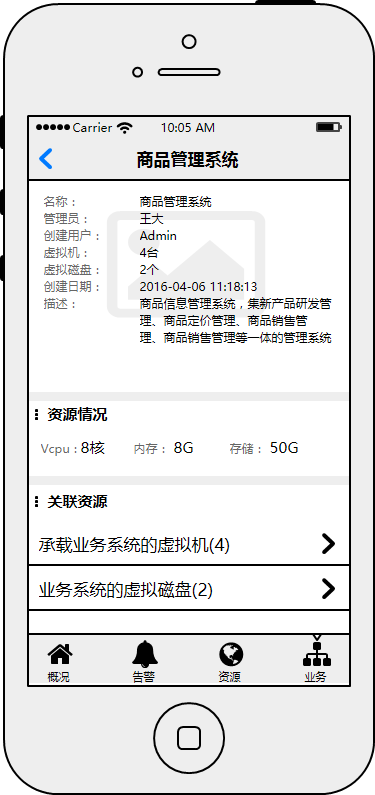 Carrier 10:05 AM
商品管理系统
名称： 商品管理系统
管理员： 王大
创建用户： Admin
虚拟机： 4台
虚拟磁盘： 2个
创建日期： 2016-04-06 11:18:13
描述： 商品信息管理系统，集新产品研发管
理、商品定价管理、商品销售管
理、商品销售管理等一体的管理系统
资源情况
Vcpu：8核 内存： 8G 存储： 50G
关联资源
承载业务系统的虚拟机(4)
业务系统的虚拟磁盘(2)
概况 告警 资源 业务